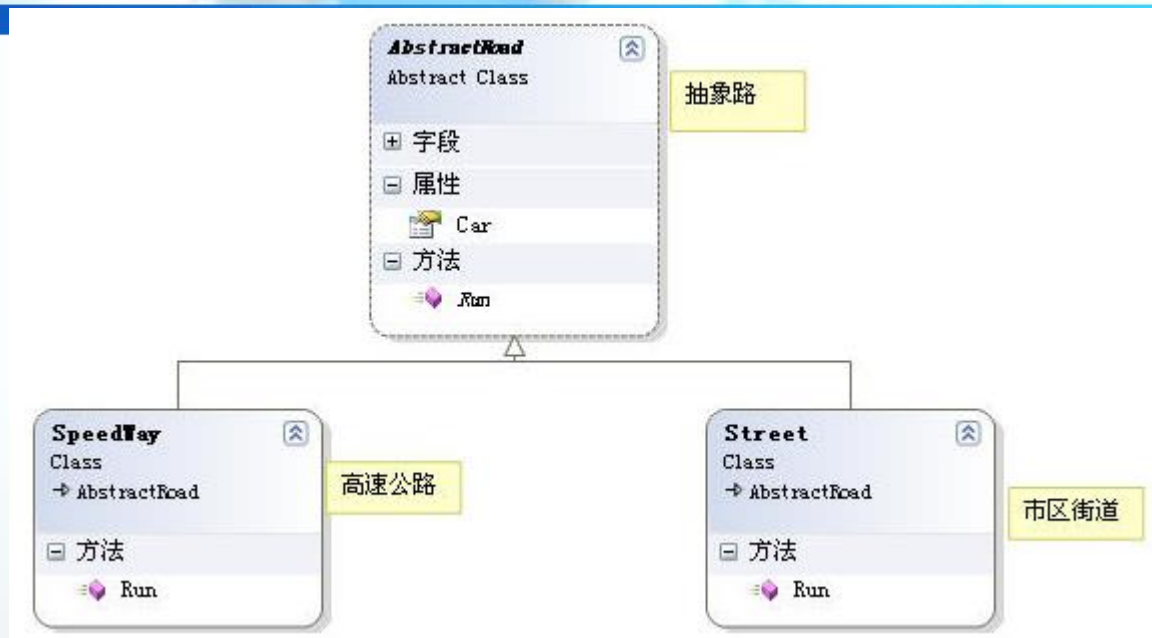 AbstractRoad
Abstract Class
抽象路
字段
属性
Car
方法
Run
SpeedWay
Class
AbstractRoad
高速公路
方法
Run
Street
Class
AbstractRoad
市区街道
方法
Run